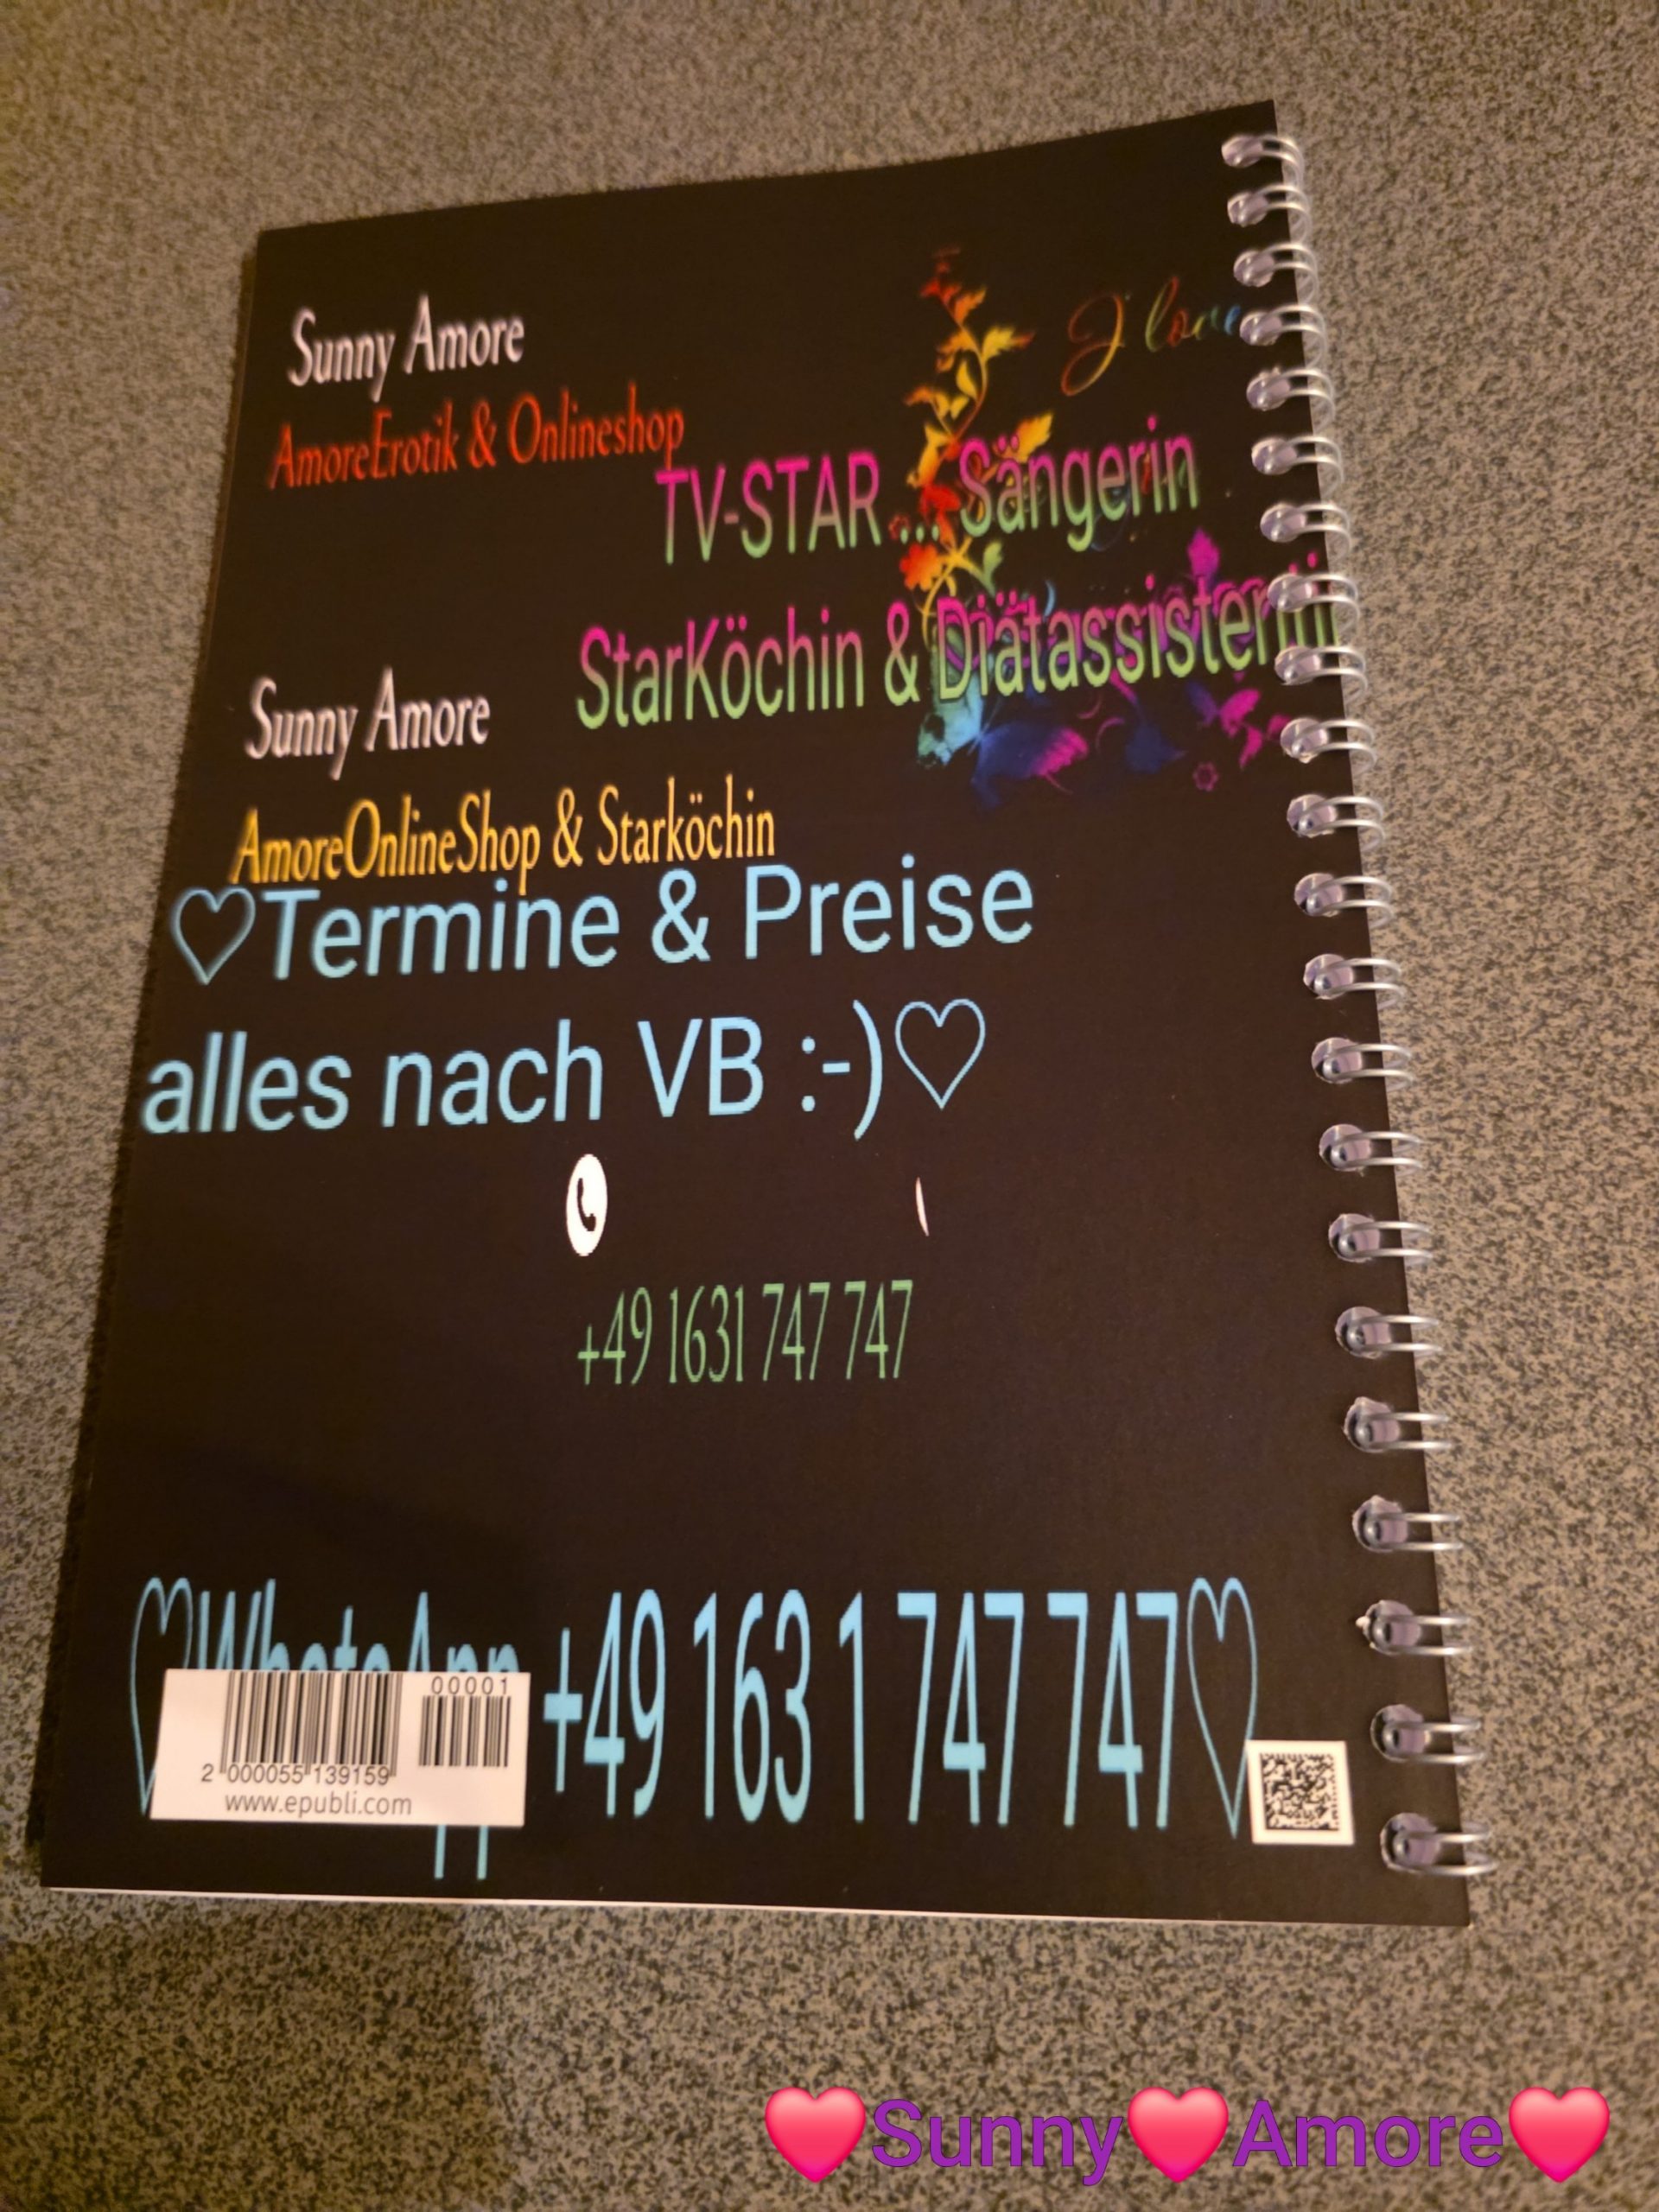 Sunny Amore
J love
AmoreErotik & Onlineshop
TV-STAR ... Sängerin
StarKöchin & Diätassistentin
Sunny Amore
AmoreOnlineShop & Starköchin
♡Termine & Preise
alles nach VB :-)♡
+49 1631 747 747
♡WhatsApp +49 163 1 747 747♡
00001
2 000055 139159
www.epubli.com
❤Sunny❤Amore❤